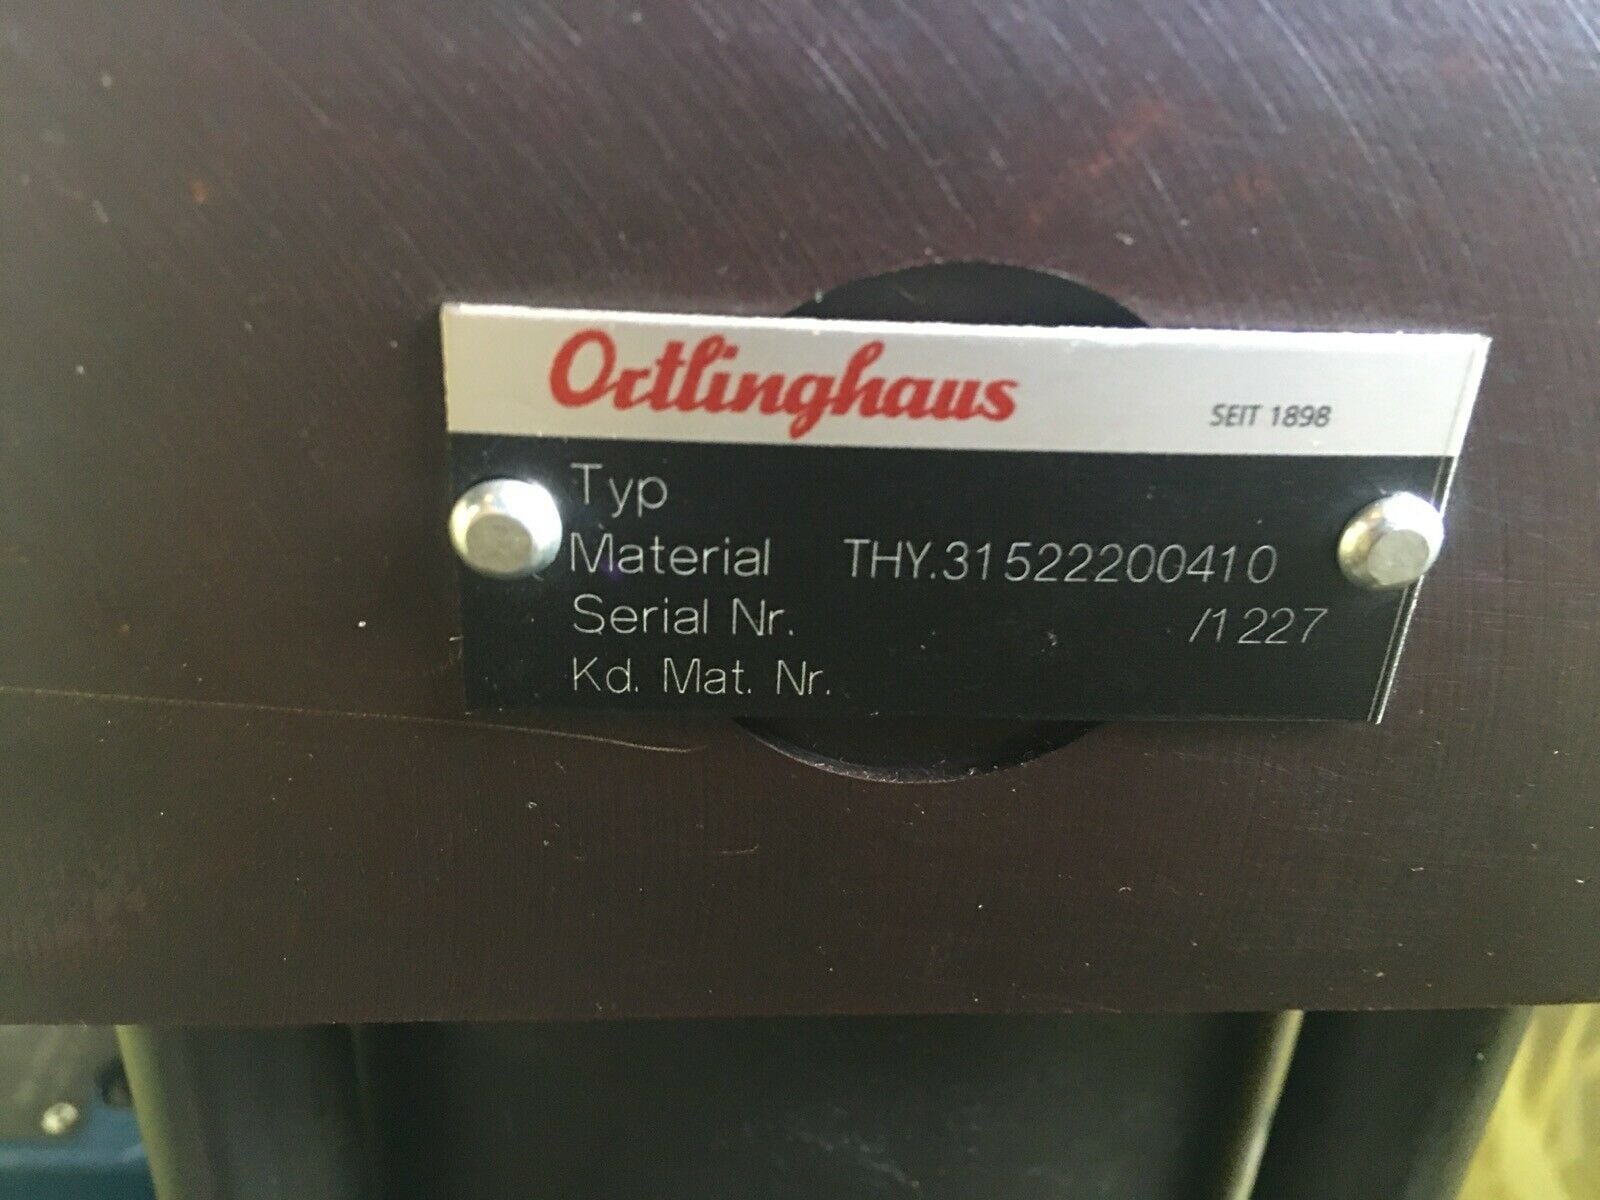 Ortlinghaus SEIT 1898
Typ
Material THY.31522200410
Serial Nr. /1227
Kd. Mat. Nr.